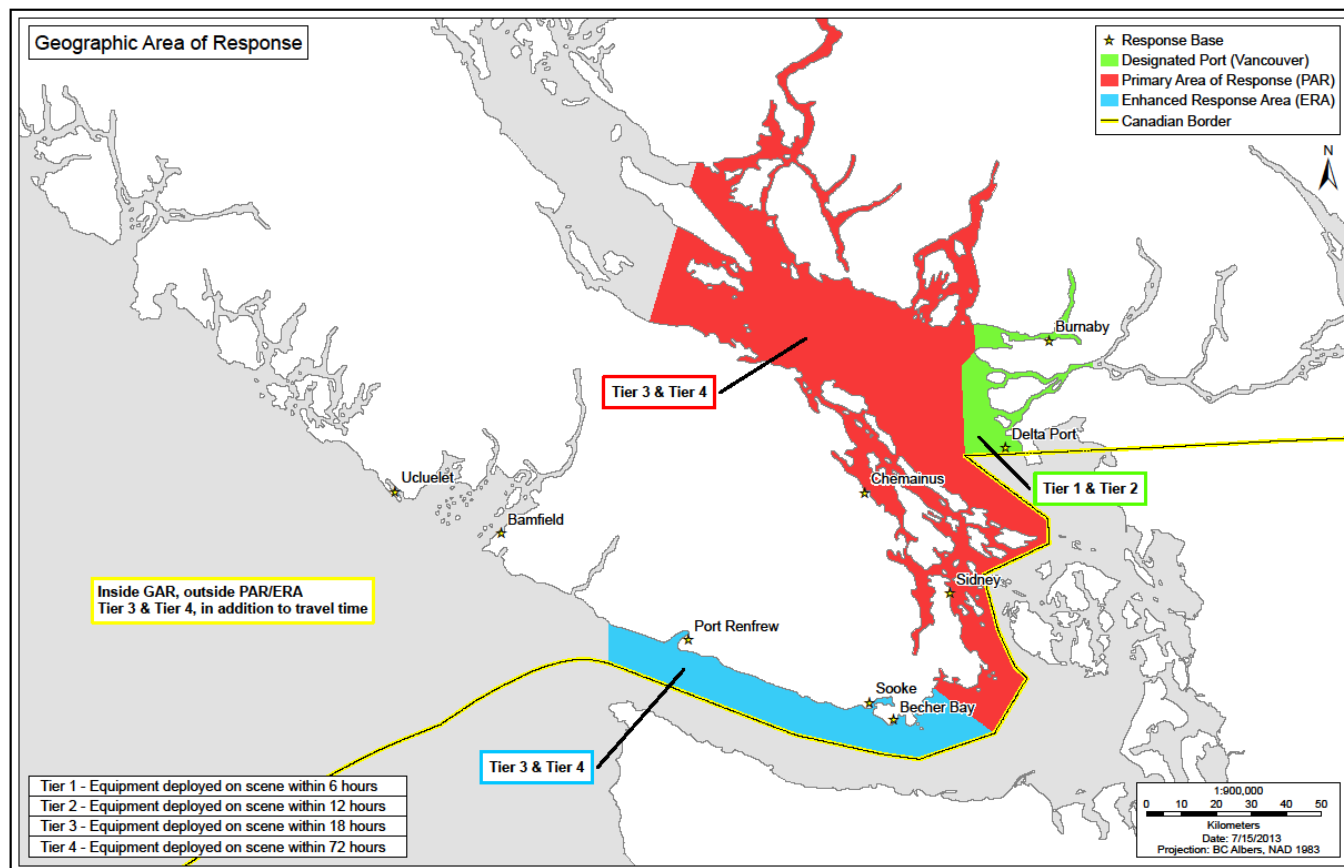 Geographic Area of Response
Response Base
Designated Port (Vancouver)
Primary Area of Response (PAR)
Enhanced Response Area (ERA)
Canadian Border
N
Burnaby
Tier 3 & Tier 4
Delta Port
Ucluelet
Chemainus
Tier 1 & Tier 2
Bamfield
Inside GAR, outside PAR/ERA
Tier 3 & Tier 4, in addition to travel time
Sidney
Port Renfrew
Sooke
Becher Bay
Tier 3 & Tier 4
Tier 1 - Equipment deployed on scene within 6 hours
Tier 2 - Equipment deployed on scene within 12 hours
Tier 3 - Equipment deployed on scene within 18 hours
Tier 4 - Equipment deployed on scene within 72 hours
1:900,000
0 10 20 30 40 50
Kilometers
Date: 7/15/2013
Projection: BC Albers, NAD 1983